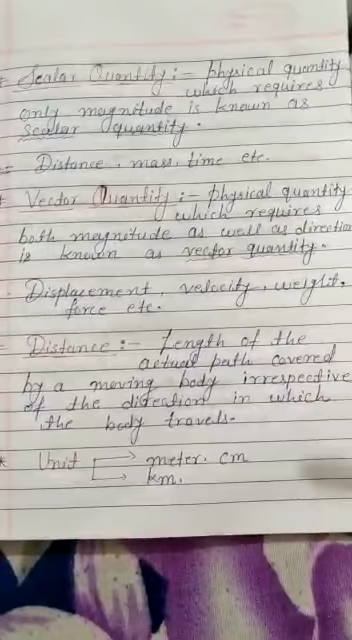 Scalar Quantity :- physical quantity
which requires
only magnitude is known as
scalar quantity.
Distance, mass, time etc.
Vector Quantity :- physical quantity
which requires
both magnitude as well as direction
is known as vector quantity.
Displacement, velocity, weight,
force etc.
Distance :- Length of the
actual path covered
by a moving body irrespective
of the direction in which
the body travels.
* Unit → meter. cm
→ km.